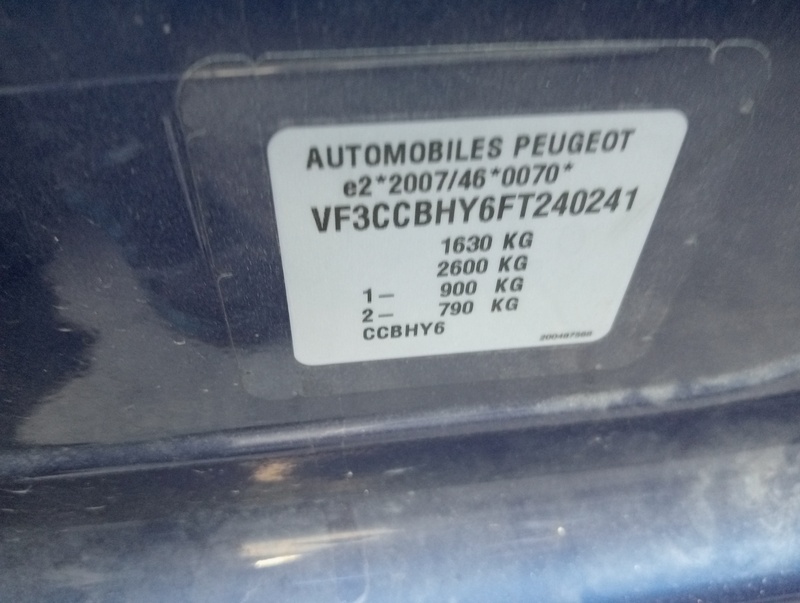 AUTOMOBILES PEUGEOT
e2*2007/46*0070*
VF3CCBHY6FT240241
1630 KG
2600 KG
1– 900 KG
2– 790 KG
CCBHY6